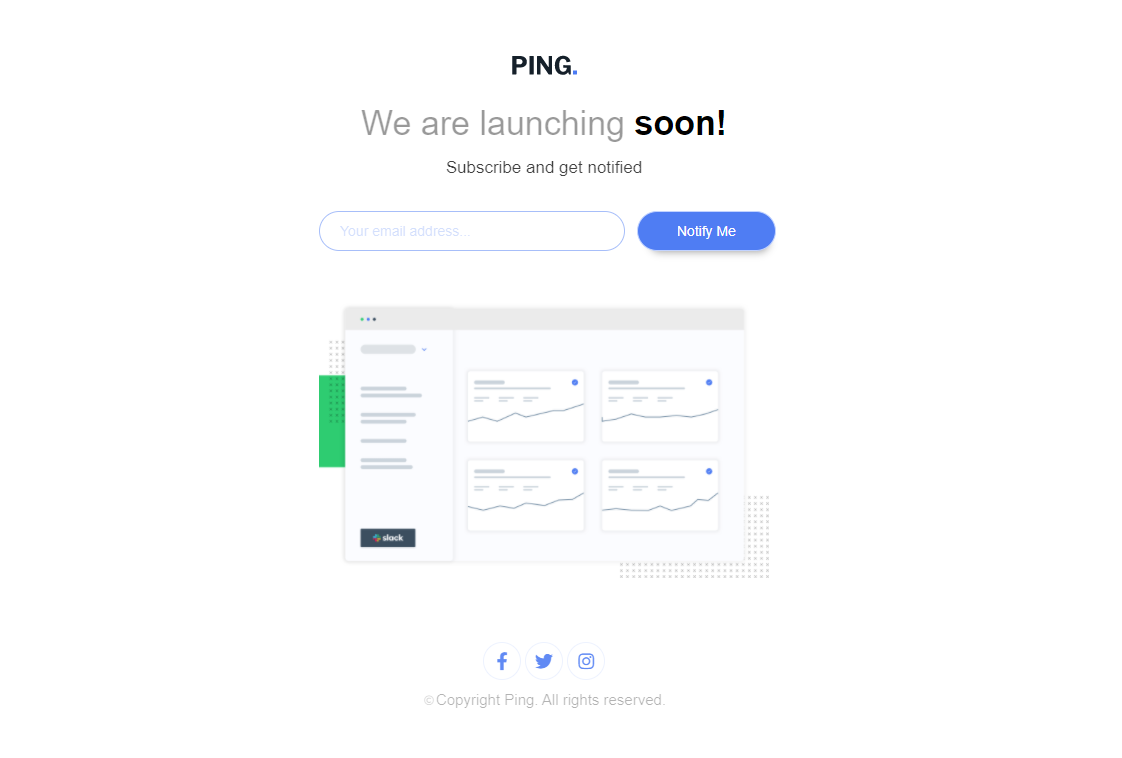 PING.
We are launching soon!
Subscribe and get notified
Your email address...
Notify Me
slack
©Copyright Ping. All rights reserved.